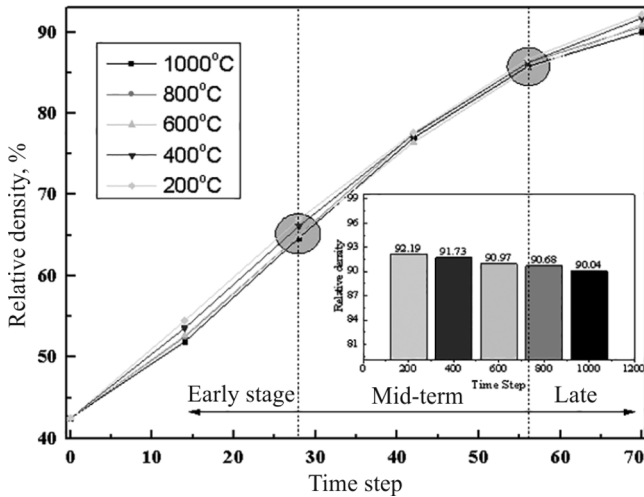 90
80
70
60
50
40
Relative density, %
1000°C
800°C
600°C
400°C
200°C
99
96
93
90
87
84
81
Relative density
92.19
91.73
90.97
90.68
90.04
0
200
400
600
800
1000
1200
Time Step
Early stage
Mid-term
Late
0
10
20
30
40
50
60
70
Time step